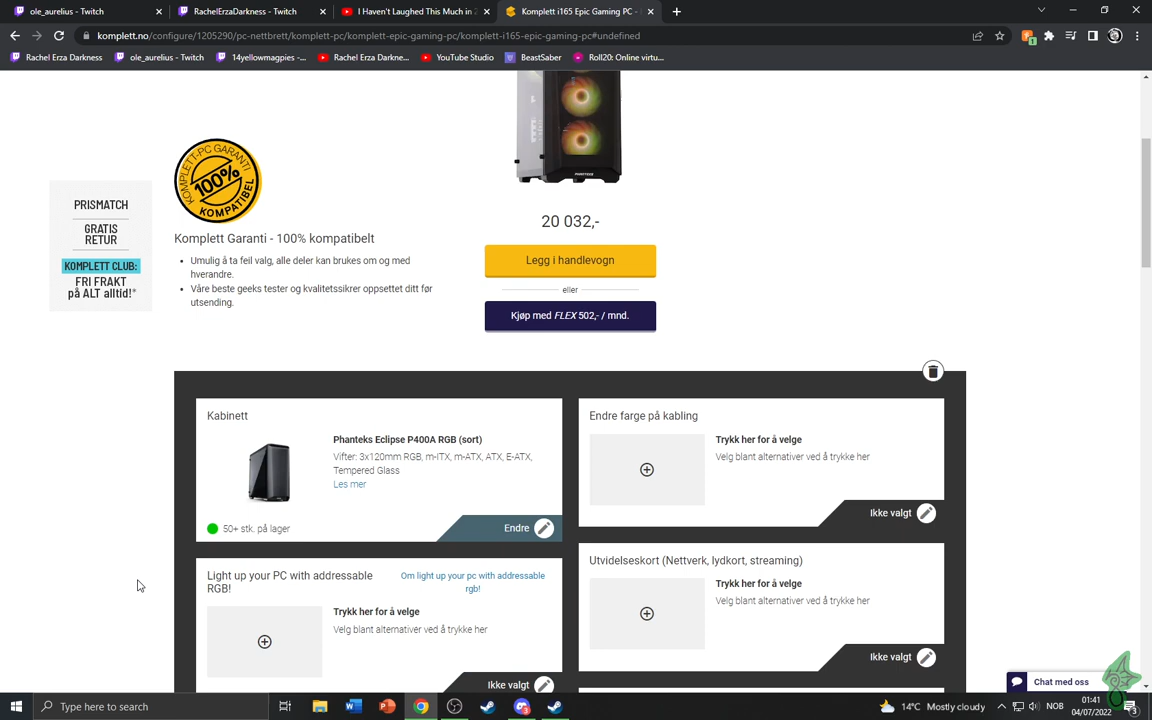 ole_aurelius - Twitch
RachelErzaDarkness - Twitch
I Haven't Laughed This Much in 2
Komplett i165 Epic Gaming PC -
komplett.no/configure/1205290/pc-nettbrett/komplett-pc/komplett-epic-gaming-pc/komplett-i165-epic-gaming-pc#undefined
Rachel Erza Darkness
ole_aurelius - Twitch
14yellowmagpies -...
Rachel Erza Darkne...
YouTube Studio
BeastSaber
Roll20: Online virtu...
PRISMATCH
GRATIS
RETUR
KOMPLETT CLUB:
FRI FRAKT
på ALT alltid!*
KOMPLETT-PC GARANTI
100%
KOMPATIBEL
Komplett Garanti - 100% kompatibelt
Umulig å ta feil valg, alle deler kan brukes om og med
hverandre.
Våre beste geeks tester og kvalitetssikrer oppsettet ditt før
utsending.
PHANTEKS
20 032,-
Legg i handlevogn
eller
Kjøp med FLEX 502,- / mnd.
Kabinett
Phanteks Eclipse P400A RGB (sort)
Vifter: 3x120mm RGB, m-ITX, m-ATX, ATX, E-ATX,
Tempered Glass
Les mer
50+ stk. på lager
Endre
Endre farge på kabling
Trykk her for å velge
Velg blant alternativer ved å trykke her
Ikke valgt
Light up your PC with addressable
RGB!
Om light up your pc with addressable
rgb!
Trykk her for å velge
Velg blant alternativer ved å trykke her
Ikke valgt
Utvidelseskort (Nettverk, lydkort, streaming)
Trykk her for å velge
Velg blant alternativer ved å trykke her
Ikke valgt
Chat med oss
Type here to search
14°C Mostly cloudy
NOB
01:41
04/07/2022
3